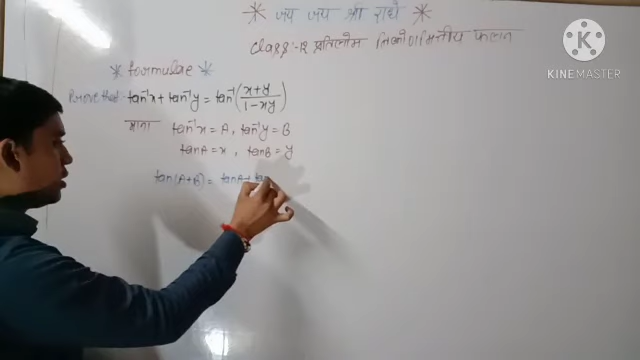 * जय जय श्री राधे *
Class :- 12 प्रतिलोम त्रिकोणमितीय फलन
* formulae *
Prove that :- tan⁻¹x + tan⁻¹y = tan⁻¹(x+y/1-xy)
माना tan⁻¹x = A, tan⁻¹y = B
tanA = x, tanB = y
tan(A+B) = tanA + tan
KINEMASTER